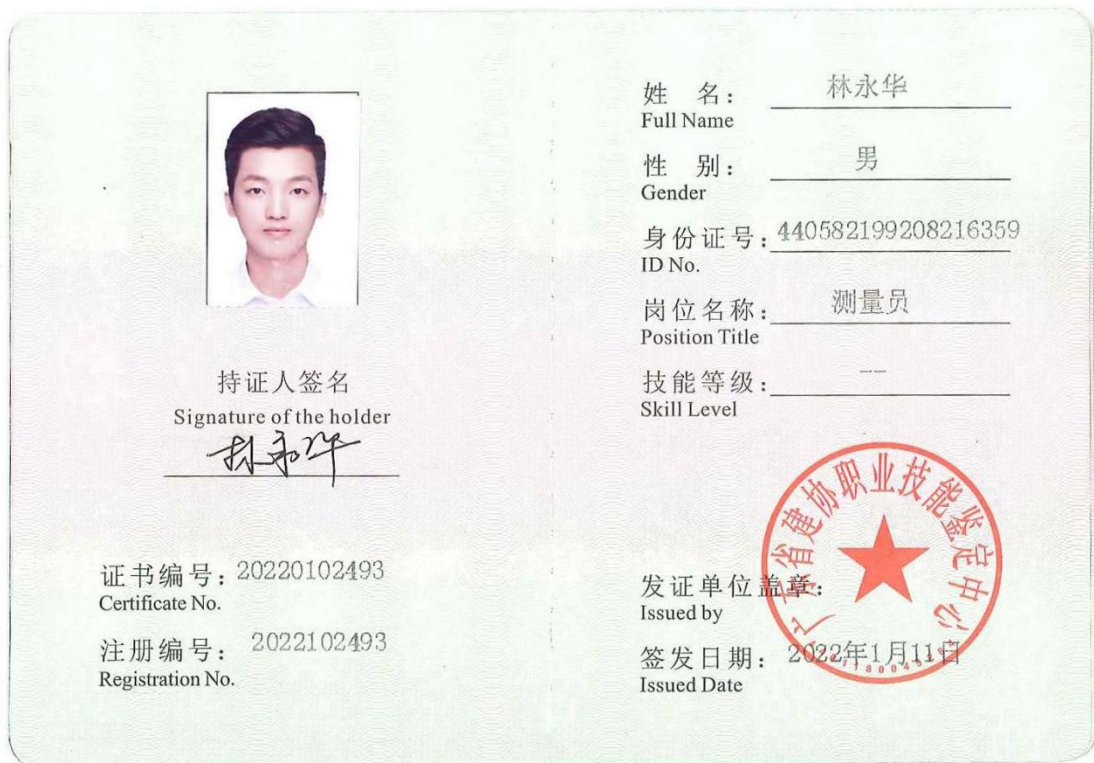 持证人签名
Signature of the holder
林永华
证书编号：20220102493
Certificate No.
注册编号：2022102493
Registration No.
姓 名：林永华
Full Name
性 别：男
Gender
身份证号：440582199208216359
ID No.
岗位名称：测量员
Position Title
技能等级：--
Skill Level
广东省建协职业技能鉴定中心
发证单位盖章：
Issued by
签发日期：2022年1月11日
Issued Date